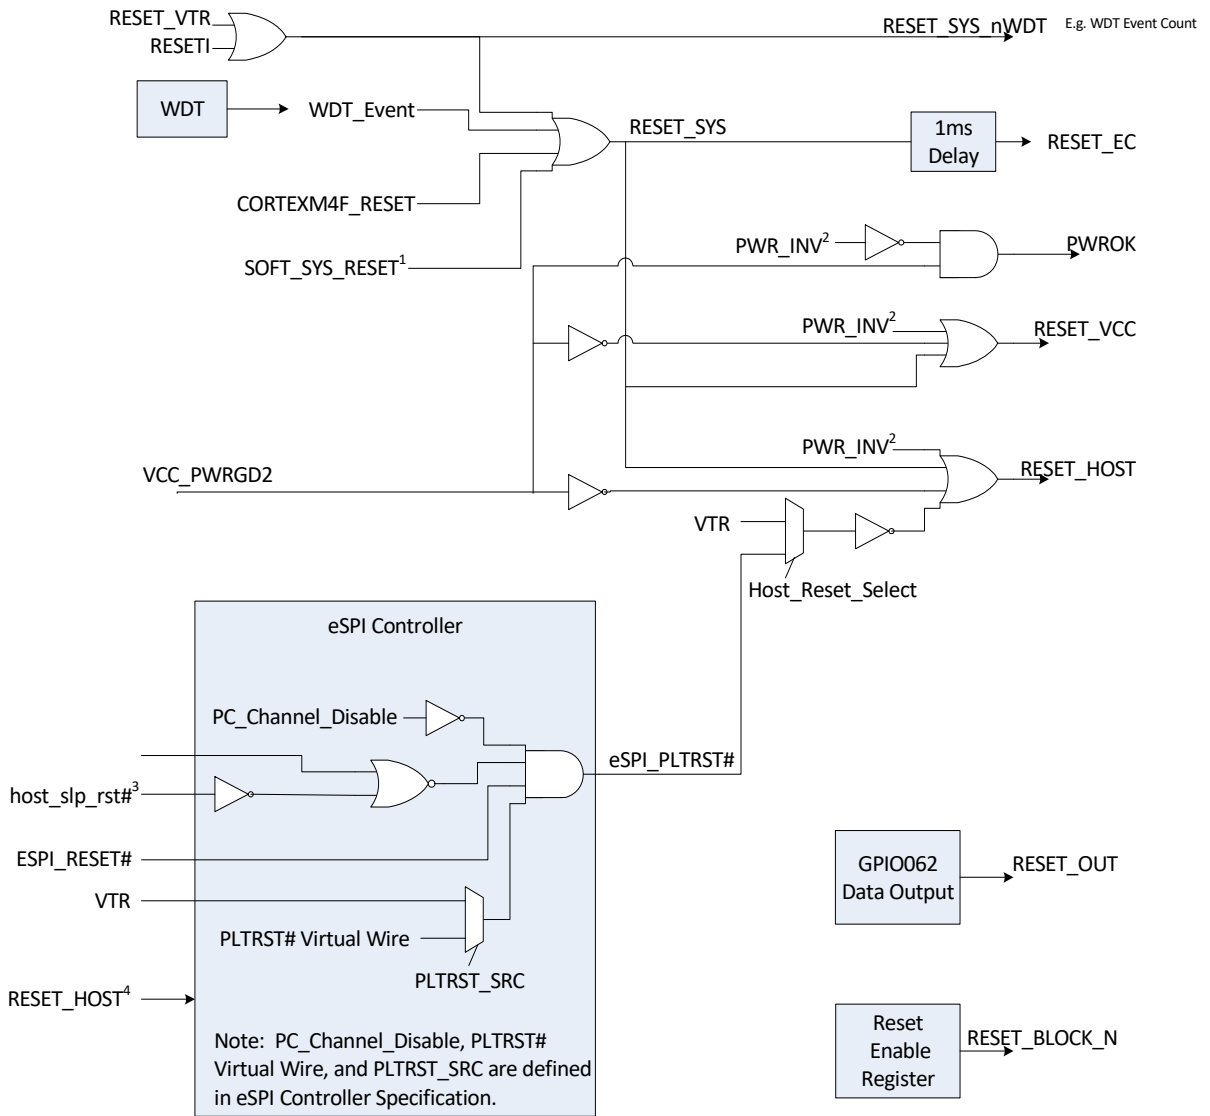 RESET_VTR
RESETI
RESET_SYS_nWDT
E.g. WDT Event Count
WDT
WDT_Event
RESET_SYS
1ms
Delay
RESET_EC
CORTEXM4F_RESET
SOFT_SYS_RESET1
PWR_INV2
PWROK
PWR_INV2
RESET_VCC
PWR_INV2
RESET_HOST
VCC_PWRGD2
VTR
Host_Reset_Select
eSPI Controller
PC_Channel_Disable
eSPI_PLTRST#
host_slp_rst#3
ESPI_RESET#
VTR
PLTRST# Virtual Wire
PLTRST_SRC
RESET_HOST4
Note: PC_Channel_Disable, PLTRST#
Virtual Wire, and PLTRST_SRC are defined
in eSPI Controller Specification.
GPIO062
Data Output
RESET_OUT
Reset
Enable
Register
RESET_BLOCK_N